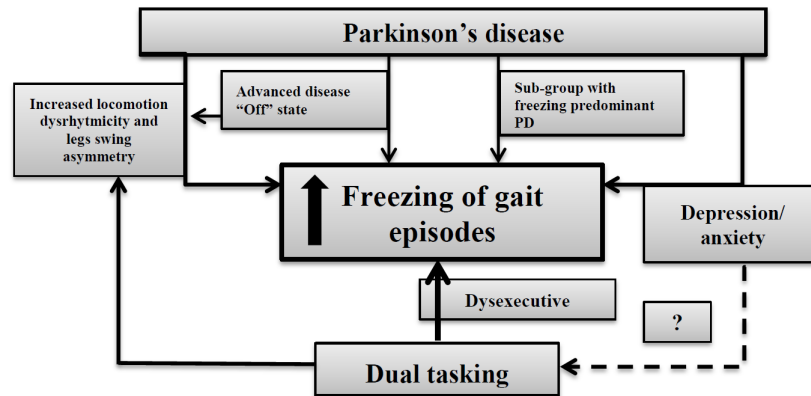 Parkinson's disease
Increased locomotion
dysrhytmicity and
legs swing
asymmetry
Advanced disease
“Off” state
Sub-group with
freezing predominant
PD
Freezing of gait
episodes
Depression/
anxiety
Dysexecutive
?
Dual tasking